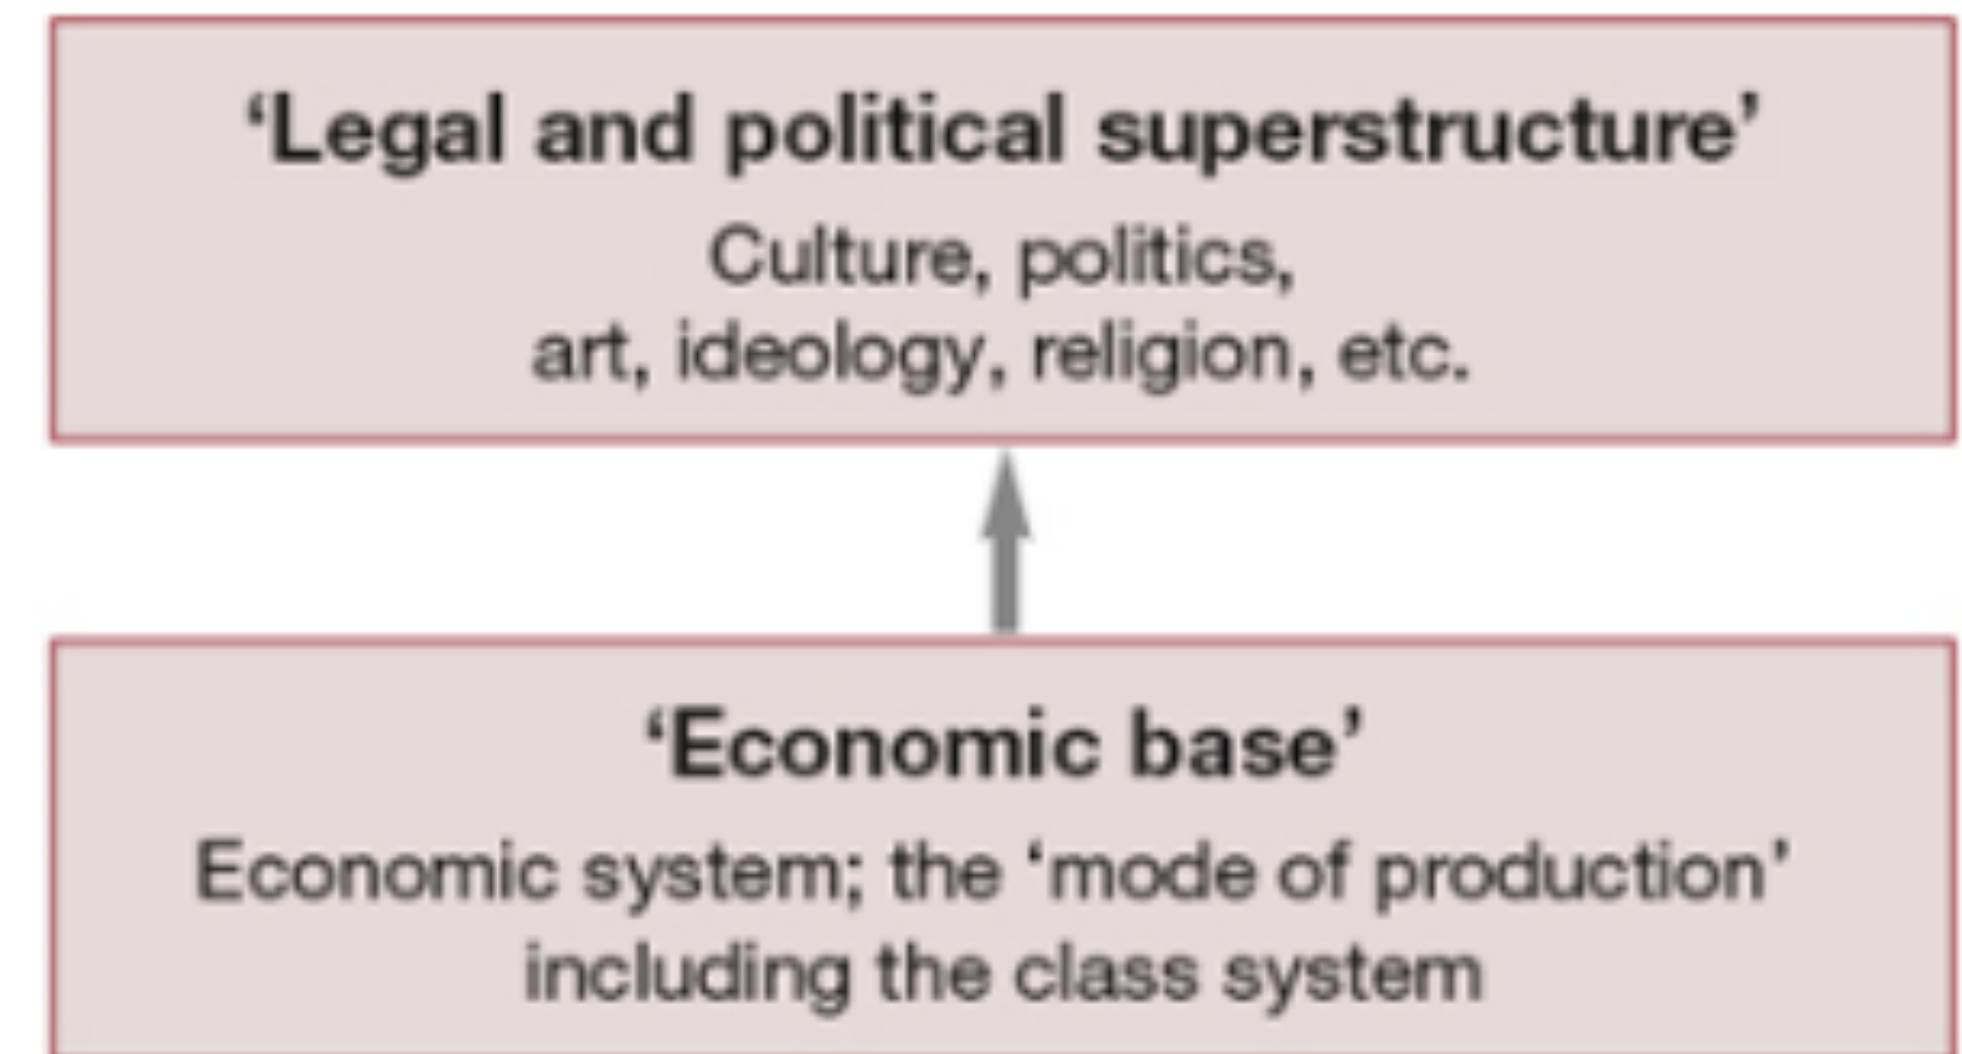 ‘Legal and political superstructure’
Culture, politics,
art, ideology, religion, etc.
‘Economic base’
Economic system; the ‘mode of production’
including the class system